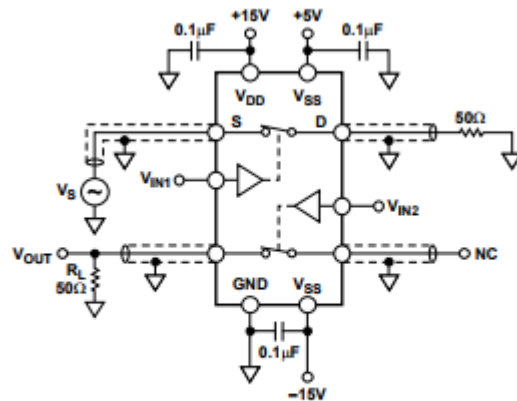 +15V +5V
0.1µF 0.1µF
VDD VSS
S D
50Ω
VIN1
VS
VIN2
VOUT
NC
RL
50Ω
GND VSS
0.1µF
−15V